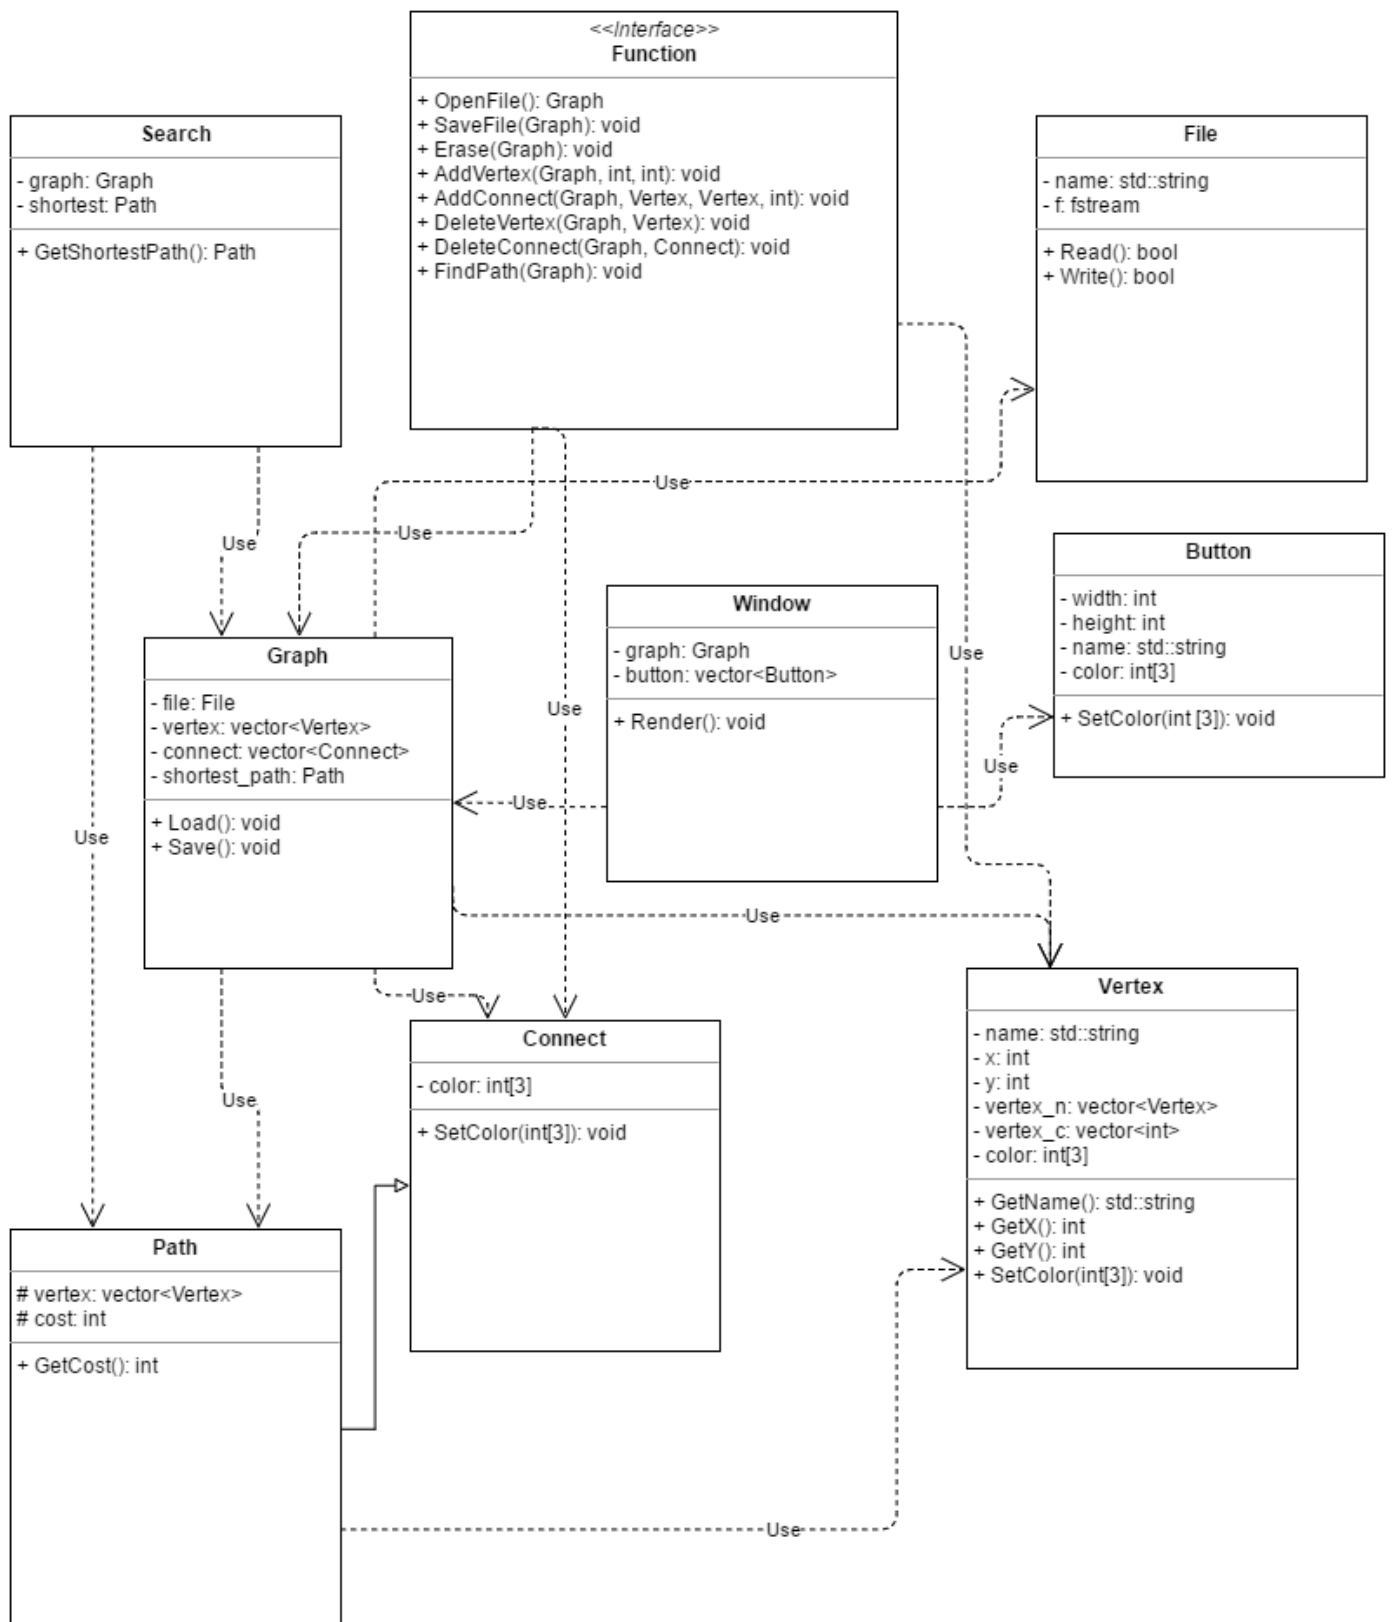 <<Interface>>
Function
+ OpenFile(): Graph
+ SaveFile(Graph): void
+ Erase(Graph): void
+ AddVertex(Graph, int, int): void
+ AddConnect(Graph, Vertex, Vertex, int): void
+ DeleteVertex(Graph, Vertex): void
+ DeleteConnect(Graph, Connect): void
+ FindPath(Graph): void
Search
- graph: Graph
- shortest: Path
+ GetShortestPath(): Path
File
- name: std::string
- f: fstream
+ Read(): bool
+ Write(): bool
Use
Use
Use
Button
- width: int
- height: int
- name: std::string
- color: int[3]
+ SetColor(int [3]): void
Window
- graph: Graph
- button: vector<Button>
+ Render(): void
Graph
- file: File
- vertex: vector<Vertex>
- connect: vector<Connect>
- shortest_path: Path
+ Load(): void
+ Save(): void
Use
Use
Use
Use
Use
Use
Use
Use
Vertex
- name: std::string
- x: int
- y: int
- vertex_n: vector<Vertex>
- vertex_c: vector<int>
- color: int[3]
+ GetName(): std::string
+ GetX(): int
+ GetY(): int
+ SetColor(int[3]): void
Connect
- color: int[3]
+ SetColor(int[3]): void
Use
Path
# vertex: vector<Vertex>
# cost: int
+ GetCost(): int
Use